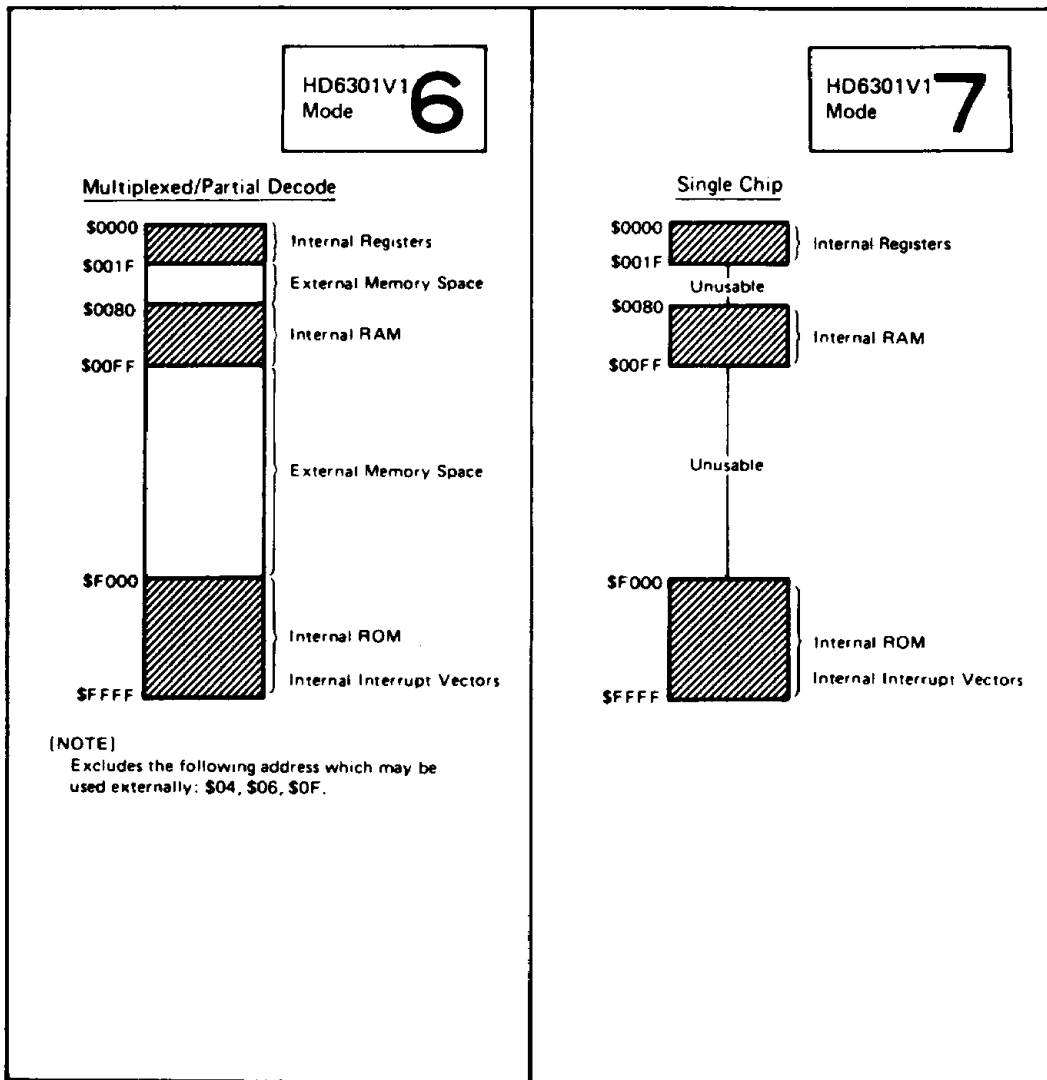 HD6301V1
Mode 6
Multiplexed/Partial Decode
$0000
Internal Registers
$001F
External Memory Space
$0080
Internal RAM
$00FF
External Memory Space
$F000
Internal ROM
Internal Interrupt Vectors
$FFFF
[NOTE]
Excludes the following address which may be
used externally: $04, $06, $0F.
HD6301V1
Mode 7
Single Chip
$0000
Internal Registers
$001F
Unusable
$0080
Internal RAM
$00FF
Unusable
$F000
Internal ROM
Internal Interrupt Vectors
$FFFF